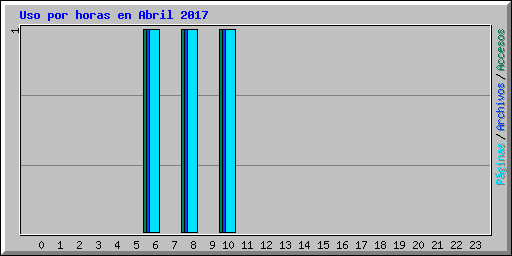 Uso por horas en Abril 2017
1
Páginas/Archivos/Accesos
0 1 2 3 4 5 6 7 8 9 10 11 12 13 14 15 16 17 18 19 20 21 22 23